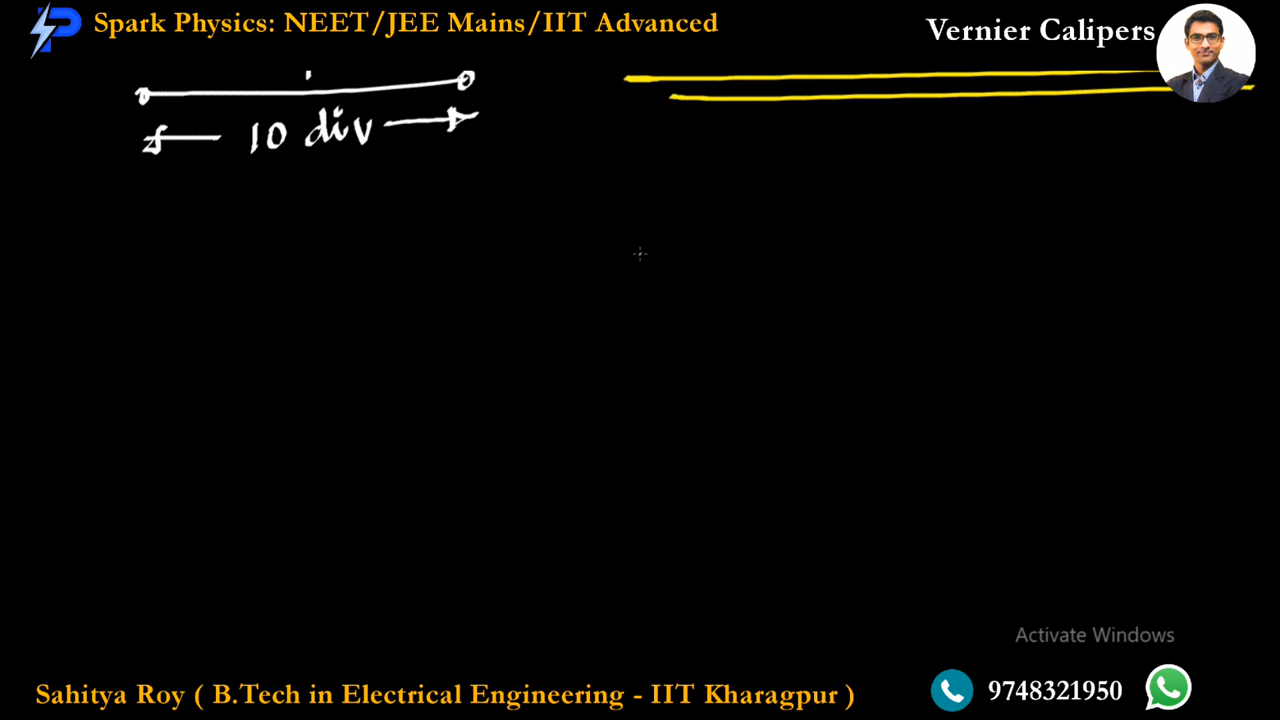 Spark Physics: NEET/JEE Mains/IIT Advanced
Vernier Calipers
10 div
Activate Windows
Sahitya Roy ( B.Tech in Electrical Engineering - IIT Kharagpur )
9748321950